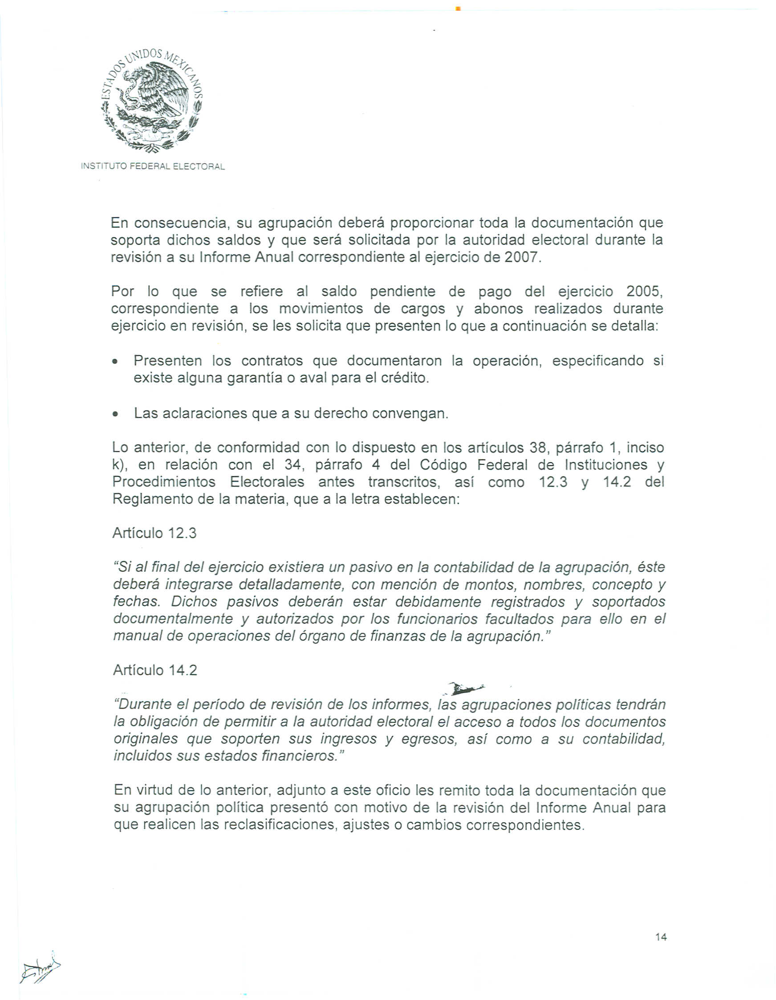 ESTADOS UNIDOS MEXICANOS
INSTITUTO FEDERAL ELECTORAL
En consecuencia, su agrupación deberá proporcionar toda la documentación que
soporta dichos saldos y que será solicitada por la autoridad electoral durante la
revisión a su Informe Anual correspondiente al ejercicio de 2007.
Por lo que se refiere al saldo pendiente de pago del ejercicio 2005,
correspondiente a los movimientos de cargos y abonos realizados durante
ejercicio en revisión, se les solicita que presenten lo que a continuación se detalla:
• Presenten los contratos que documentaron la operación, especificando si
existe alguna garantía o aval para el crédito.
• Las aclaraciones que a su derecho convengan.
Lo anterior, de conformidad con lo dispuesto en los artículos 38, párrafo 1, inciso
k), en relación con el 34, párrafo 4 del Código Federal de Instituciones y
Procedimientos Electorales antes transcritos, así como 12.3 y 14.2 del
Reglamento de la materia, que a la letra establecen:
Artículo 12.3
“Si al final del ejercicio existiera un pasivo en la contabilidad de la agrupación, éste
deberá integrarse detalladamente, con mención de montos, nombres, concepto y
fechas. Dichos pasivos deberán estar debidamente registrados y soportados
documentalmente y autorizados por los funcionarios facultados para ello en el
manual de operaciones del órgano de finanzas de la agrupación.”
Artículo 14.2
“Durante el período de revisión de los informes, las agrupaciones políticas tendrán
la obligación de permitir a la autoridad electoral el acceso a todos los documentos
originales que soporten sus ingresos y egresos, así como a su contabilidad,
incluidos sus estados financieros.”
En virtud de lo anterior, adjunto a este oficio les remito toda la documentación que
su agrupación política presentó con motivo de la revisión del Informe Anual para
que realicen las reclasificaciones, ajustes o cambios correspondientes.
14